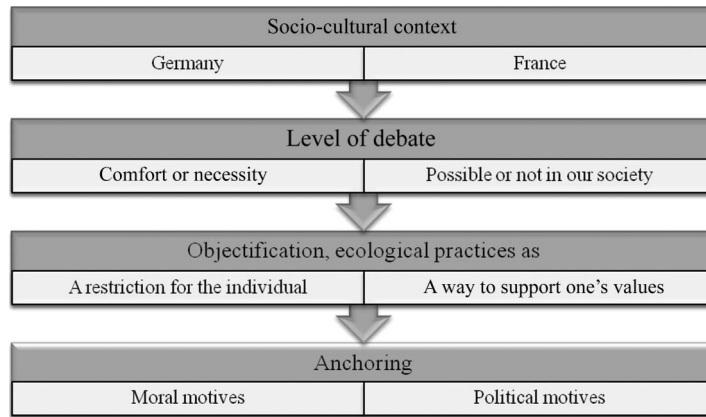 Socio-cultural context
Germany
France
Level of debate
Comfort or necessity
Possible or not in our society
Objectification, ecological practices as
A restriction for the individual
A way to support one’s values
Anchoring
Moral motives
Political motives